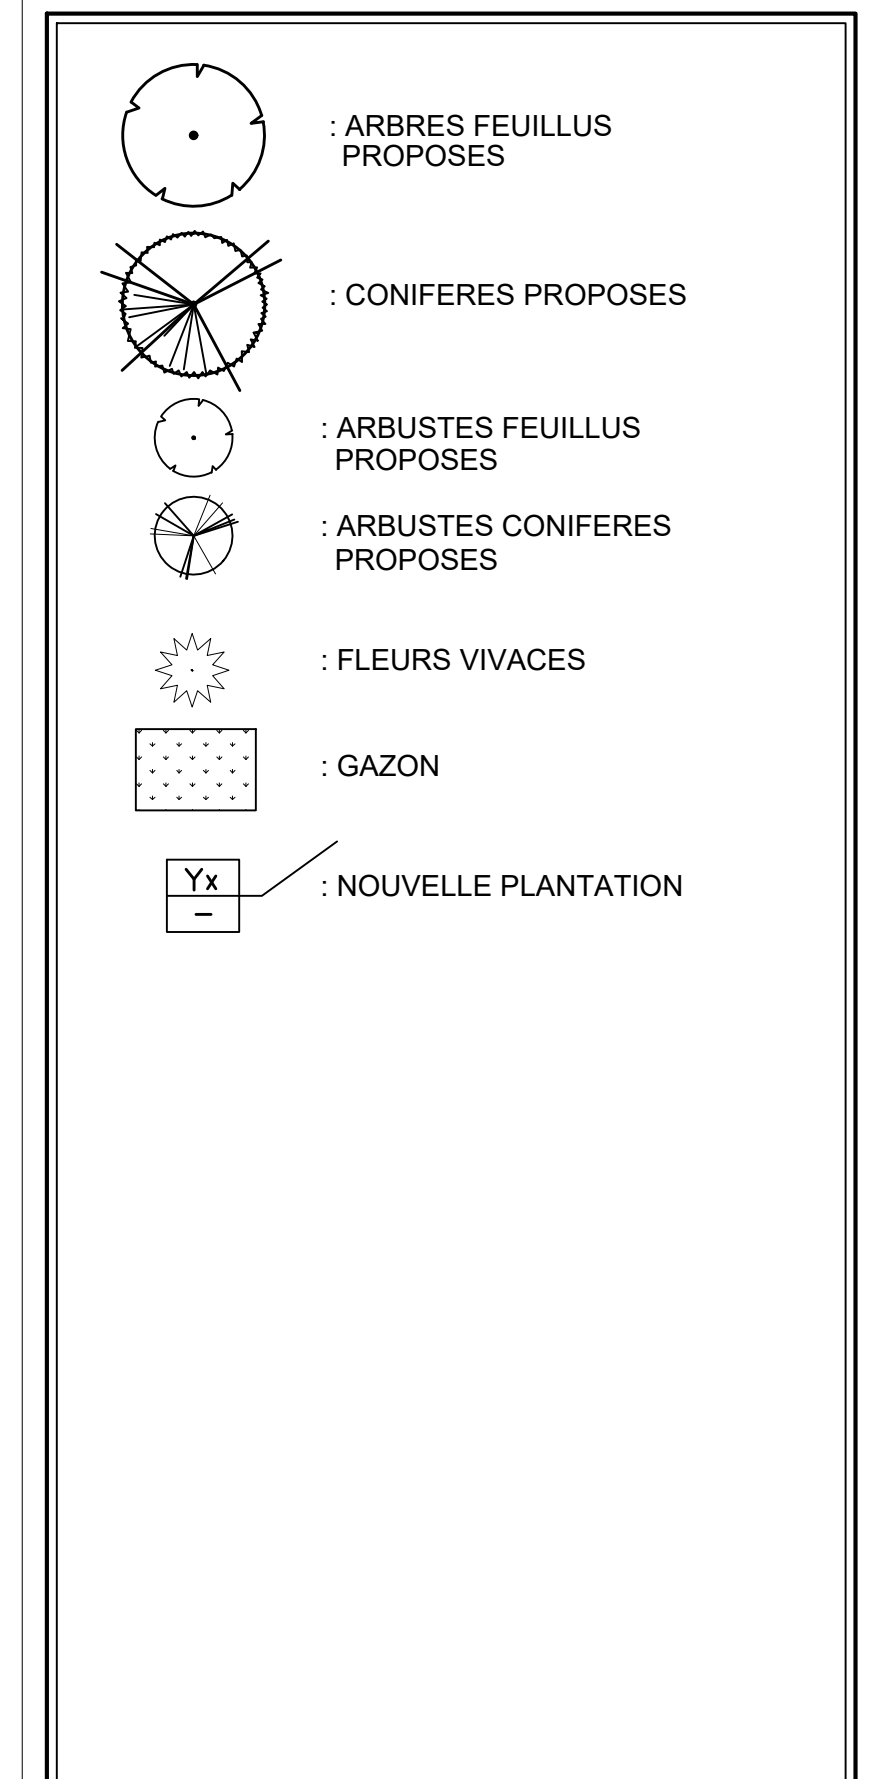 : ARBRES FEUILLUS
PROPOSES
: CONIFERES PROPOSES
: ARBUSTES FEUILLUS
PROPOSES
: ARBUSTES CONIFERES
PROPOSES
: FLEURS VIVACES
: GAZON
Yx
–
: NOUVELLE PLANTATION